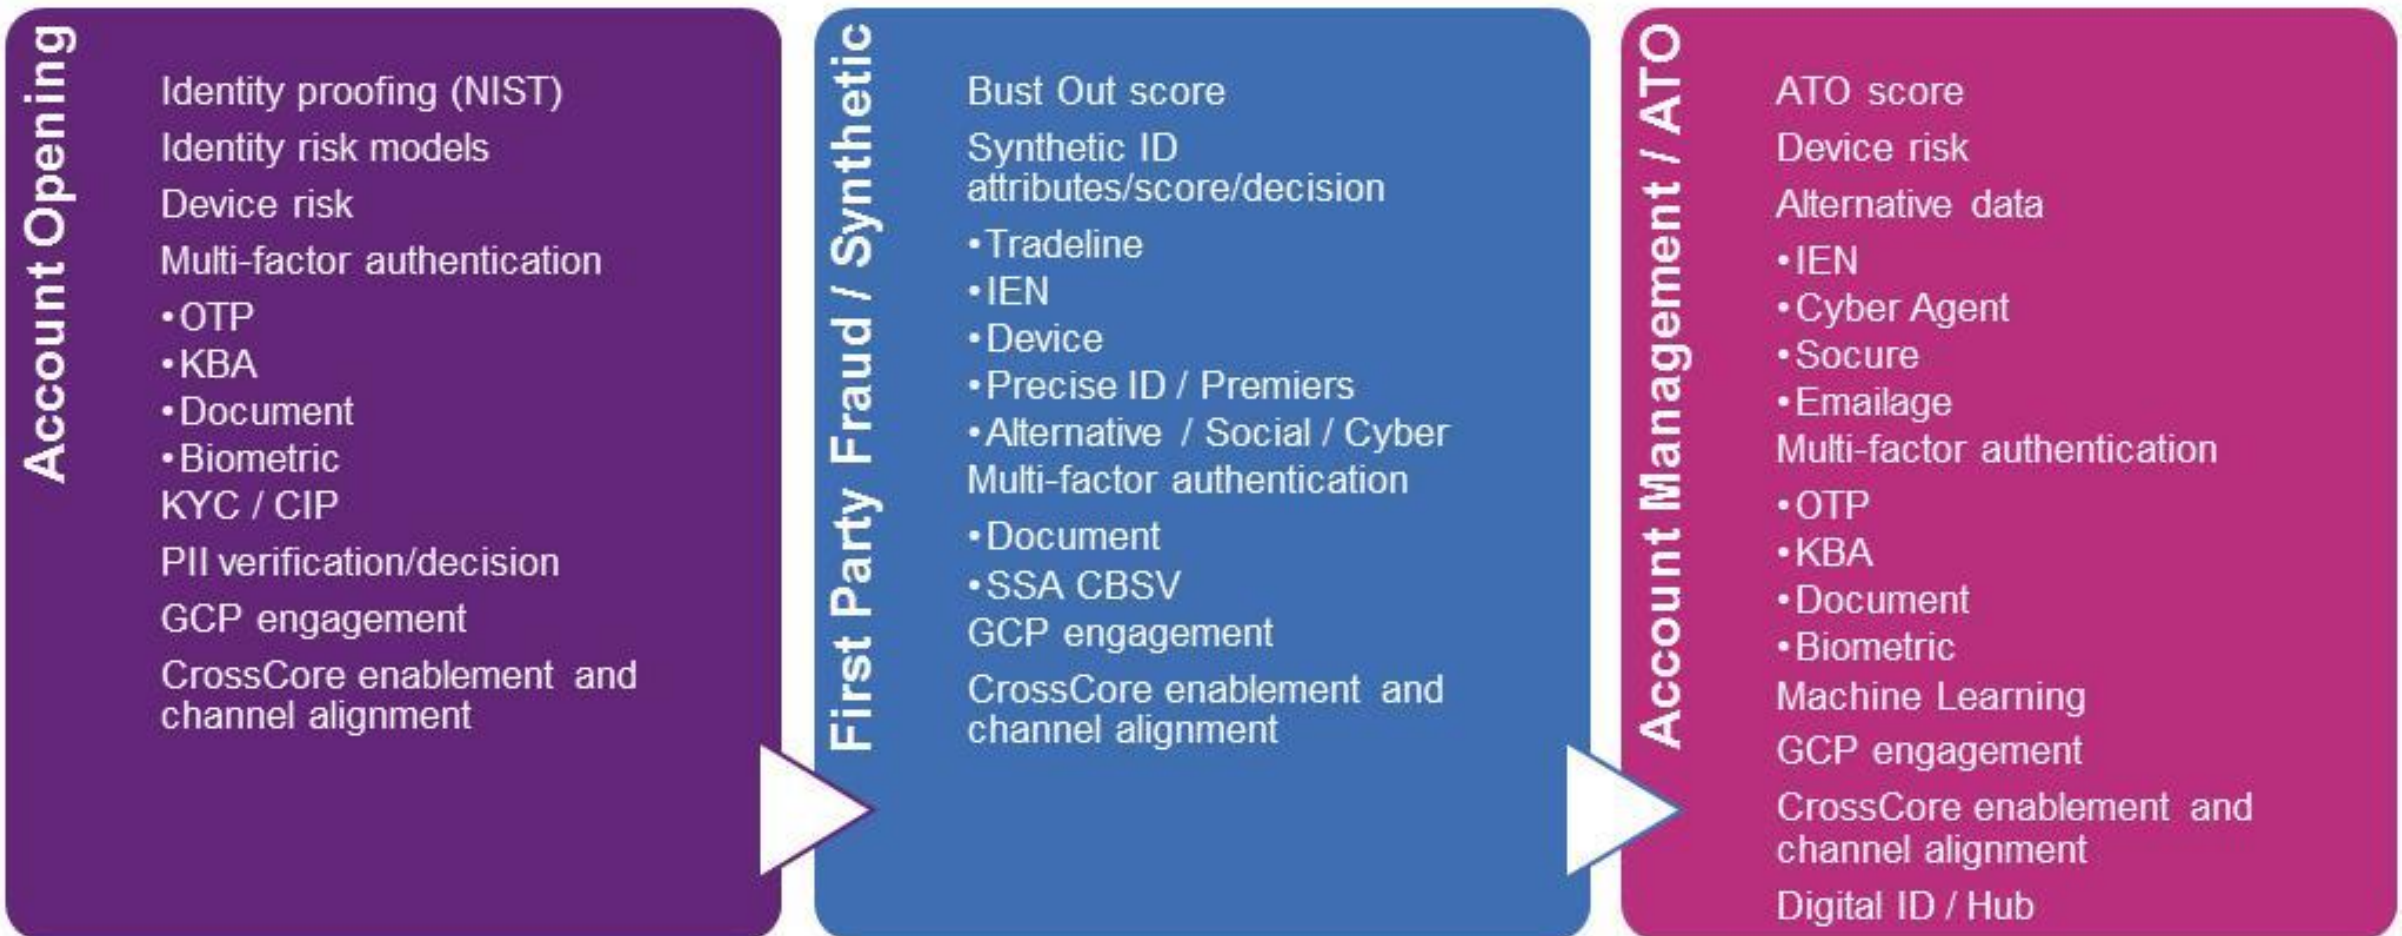 Account Opening
Identity proofing (NIST)
Identity risk models
Device risk
Multi-factor authentication
•OTP
•KBA
•Document
•Biometric
KYC / CIP
PII verification/decision
GCP engagement
CrossCore enablement and
channel alignment
First Party Fraud / Synthetic
Bust Out score
Synthetic ID
attributes/score/decision
•Tradeline
•IEN
•Device
•Precise ID / Premiers
•Alternative / Social / Cyber
Multi-factor authentication
•Document
•SSA CBSV
GCP engagement
CrossCore enablement and
channel alignment
Account Management / ATO
ATO score
Device risk
Alternative data
•IEN
•Cyber Agent
•Socure
•Emailage
Multi-factor authentication
•OTP
•KBA
•Document
•Biometric
Machine Learning
GCP engagement
CrossCore enablement and
channel alignment
Digital ID / Hub